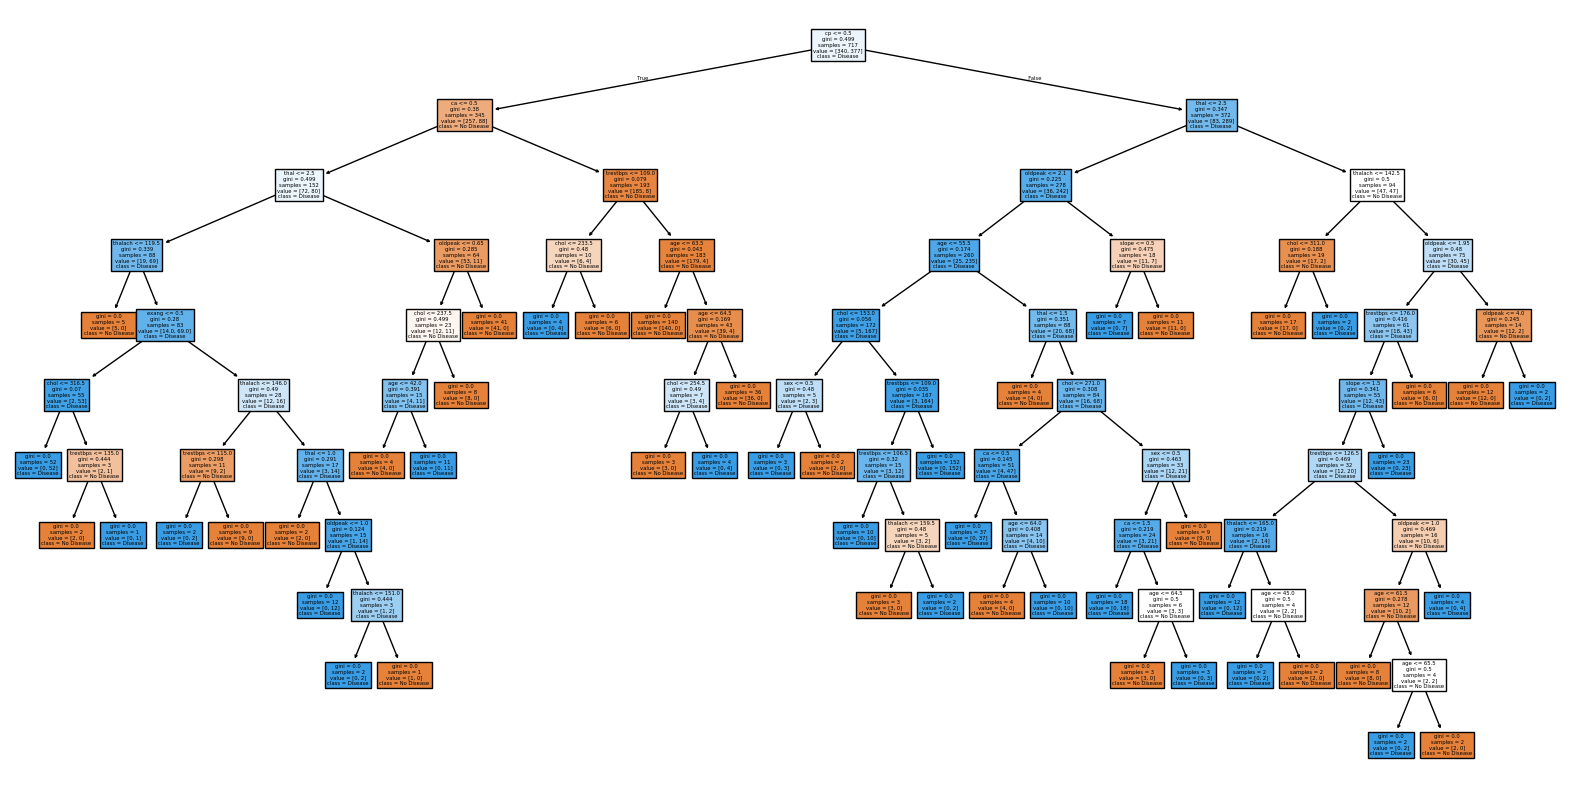 cp <= 0.5
gini = 0.499
samples = 717
value = [340, 377]
class = Disease
True
False
ca <= 0.5
gini = 0.38
samples = 345
value = [257, 88]
class = No Disease
thal <= 2.5
gini = 0.347
samples = 372
value = [83, 289]
class = Disease
thal <= 2.5
gini = 0.499
samples = 152
value = [72, 80]
class = Disease
trestbps <= 109.0
gini = 0.079
samples = 193
value = [185, 8]
class = No Disease
oldpeak <= 2.1
gini = 0.225
samples = 278
value = [36, 242]
class = Disease
thalach <= 142.5
gini = 0.5
samples = 94
value = [47, 47]
class = No Disease
thalach <= 119.5
gini = 0.339
samples = 88
value = [19, 69]
class = Disease
oldpeak <= 0.65
gini = 0.285
samples = 64
value = [53, 11]
class = No Disease
chol <= 233.5
gini = 0.48
samples = 10
value = [6, 4]
class = No Disease
age <= 63.5
gini = 0.043
samples = 183
value = [179, 4]
class = No Disease
age <= 55.5
gini = 0.174
samples = 260
value = [25, 235]
class = Disease
slope <= 0.5
gini = 0.475
samples = 18
value = [11, 7]
class = No Disease
chol <= 311.0
gini = 0.188
samples = 19
value = [17, 2]
class = No Disease
oldpeak <= 1.95
gini = 0.48
samples = 75
value = [30, 45]
class = Disease
gini = 0.0
samples = 5
value = [5, 0]
class = No Disease
exang <= 0.5
gini = 0.28
samples = 83
value = [14.0, 69.0]
class = Disease
chol <= 237.5
gini = 0.499
samples = 23
value = [12, 11]
class = No Disease
gini = 0.0
samples = 41
value = [41, 0]
class = No Disease
gini = 0.0
samples = 4
value = [0, 4]
class = Disease
gini = 0.0
samples = 6
value = [6, 0]
class = No Disease
gini = 0.0
samples = 140
value = [140, 0]
class = No Disease
age <= 64.5
gini = 0.169
samples = 43
value = [39, 4]
class = No Disease
chol <= 153.0
gini = 0.056
samples = 172
value = [5, 167]
class = Disease
thal <= 1.5
gini = 0.351
samples = 88
value = [20, 68]
class = Disease
gini = 0.0
samples = 7
value = [0, 7]
class = Disease
gini = 0.0
samples = 11
value = [11, 0]
class = No Disease
gini = 0.0
samples = 17
value = [17, 0]
class = No Disease
gini = 0.0
samples = 2
value = [0, 2]
class = Disease
trestbps <= 176.0
gini = 0.416
samples = 61
value = [18, 43]
class = Disease
oldpeak <= 4.0
gini = 0.245
samples = 14
value = [12, 2]
class = No Disease
chol <= 316.5
gini = 0.07
samples = 55
value = [2, 53]
class = Disease
thalach <= 146.0
gini = 0.49
samples = 28
value = [12, 16]
class = Disease
age <= 42.0
gini = 0.391
samples = 15
value = [4, 11]
class = Disease
gini = 0.0
samples = 8
value = [8, 0]
class = No Disease
chol <= 254.5
gini = 0.49
samples = 7
value = [3, 4]
class = Disease
gini = 0.0
samples = 36
value = [36, 0]
class = No Disease
sex <= 0.5
gini = 0.48
samples = 5
value = [2, 3]
class = Disease
trestbps <= 109.0
gini = 0.035
samples = 167
value = [3, 164]
class = Disease
gini = 0.0
samples = 4
value = [4, 0]
class = No Disease
chol <= 271.0
gini = 0.308
samples = 84
value = [16, 68]
class = Disease
slope <= 1.5
gini = 0.341
samples = 55
value = [12, 43]
class = Disease
gini = 0.0
samples = 6
value = [6, 0]
class = No Disease
gini = 0.0
samples = 12
value = [12, 0]
class = No Disease
gini = 0.0
samples = 2
value = [0, 2]
class = Disease
gini = 0.0
samples = 52
value = [0, 52]
class = Disease
trestbps <= 135.0
gini = 0.444
samples = 3
value = [2, 1]
class = No Disease
trestbps <= 115.0
gini = 0.298
samples = 11
value = [9, 2]
class = No Disease
thal <= 1.0
gini = 0.291
samples = 17
value = [3, 14]
class = Disease
gini = 0.0
samples = 4
value = [4, 0]
class = No Disease
gini = 0.0
samples = 11
value = [0, 11]
class = Disease
gini = 0.0
samples = 3
value = [3, 0]
class = No Disease
gini = 0.0
samples = 4
value = [0, 4]
class = Disease
gini = 0.0
samples = 3
value = [0, 3]
class = Disease
gini = 0.0
samples = 2
value = [2, 0]
class = No Disease
trestbps <= 106.5
gini = 0.32
samples = 15
value = [3, 12]
class = Disease
gini = 0.0
samples = 152
value = [0, 152]
class = Disease
ca <= 0.5
gini = 0.145
samples = 51
value = [4, 47]
class = Disease
sex <= 0.5
gini = 0.463
samples = 33
value = [12, 21]
class = Disease
trestbps <= 126.5
gini = 0.469
samples = 32
value = [12, 20]
class = Disease
gini = 0.0
samples = 23
value = [0, 23]
class = Disease
gini = 0.0
samples = 2
value = [2, 0]
class = No Disease
gini = 0.0
samples = 1
value = [0, 1]
class = Disease
gini = 0.0
samples = 2
value = [0, 2]
class = Disease
gini = 0.0
samples = 9
value = [9, 0]
class = No Disease
gini = 0.0
samples = 2
value = [2, 0]
class = No Disease
oldpeak <= 1.0
gini = 0.124
samples = 15
value = [1, 14]
class = Disease
gini = 0.0
samples = 10
value = [0, 10]
class = Disease
thalach <= 159.5
gini = 0.48
samples = 5
value = [3, 2]
class = No Disease
gini = 0.0
samples = 37
value = [0, 37]
class = Disease
age <= 64.0
gini = 0.408
samples = 14
value = [4, 10]
class = Disease
ca <= 1.5
gini = 0.219
samples = 24
value = [3, 21]
class = Disease
gini = 0.0
samples = 9
value = [9, 0]
class = No Disease
thalach <= 165.0
gini = 0.219
samples = 16
value = [2, 14]
class = Disease
oldpeak <= 1.0
gini = 0.469
samples = 16
value = [10, 6]
class = No Disease
gini = 0.0
samples = 12
value = [0, 12]
class = Disease
thalach <= 151.0
gini = 0.444
samples = 3
value = [1, 2]
class = Disease
gini = 0.0
samples = 3
value = [3, 0]
class = No Disease
gini = 0.0
samples = 2
value = [0, 2]
class = Disease
gini = 0.0
samples = 4
value = [4, 0]
class = No Disease
gini = 0.0
samples = 10
value = [0, 10]
class = Disease
gini = 0.0
samples = 18
value = [0, 18]
class = Disease
age <= 64.5
gini = 0.5
samples = 6
value = [3, 3]
class = No Disease
gini = 0.0
samples = 12
value = [0, 12]
class = Disease
age <= 45.0
gini = 0.5
samples = 4
value = [2, 2]
class = No Disease
age <= 61.5
gini = 0.278
samples = 12
value = [10, 2]
class = No Disease
gini = 0.0
samples = 4
value = [0, 4]
class = Disease
gini = 0.0
samples = 2
value = [0, 2]
class = Disease
gini = 0.0
samples = 1
value = [1, 0]
class = No Disease
gini = 0.0
samples = 3
value = [3, 0]
class = No Disease
gini = 0.0
samples = 3
value = [0, 3]
class = Disease
gini = 0.0
samples = 2
value = [0, 2]
class = Disease
gini = 0.0
samples = 2
value = [2, 0]
class = No Disease
gini = 0.0
samples = 8
value = [8, 0]
class = No Disease
age <= 65.5
gini = 0.5
samples = 4
value = [2, 2]
class = No Disease
gini = 0.0
samples = 2
value = [0, 2]
class = Disease
gini = 0.0
samples = 2
value = [2, 0]
class = No Disease